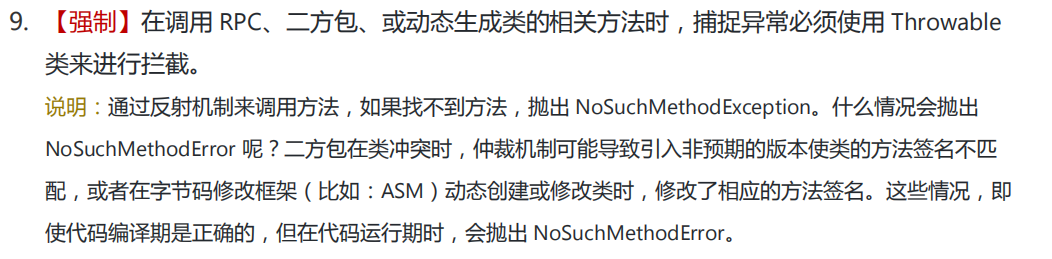 9. 【强制】在调用 RPC、二方包、或动态生成类的相关方法时，捕捉异常必须使用 Throwable
类来进行拦截。
说明：通过反射机制来调用方法，如果找不到方法，抛出 NoSuchMethodException。什么情况会抛出
NoSuchMethodError 呢？二方包在类冲突时，仲裁机制可能导致引入非预期的版本使类的方法签名不匹
配，或者在字节码修改框架（比如：ASM）动态创建或修改类时，修改了相应的方法签名。这些情况，即
使代码编译期是正确的，但在代码运行期时，会抛出 NoSuchMethodError。